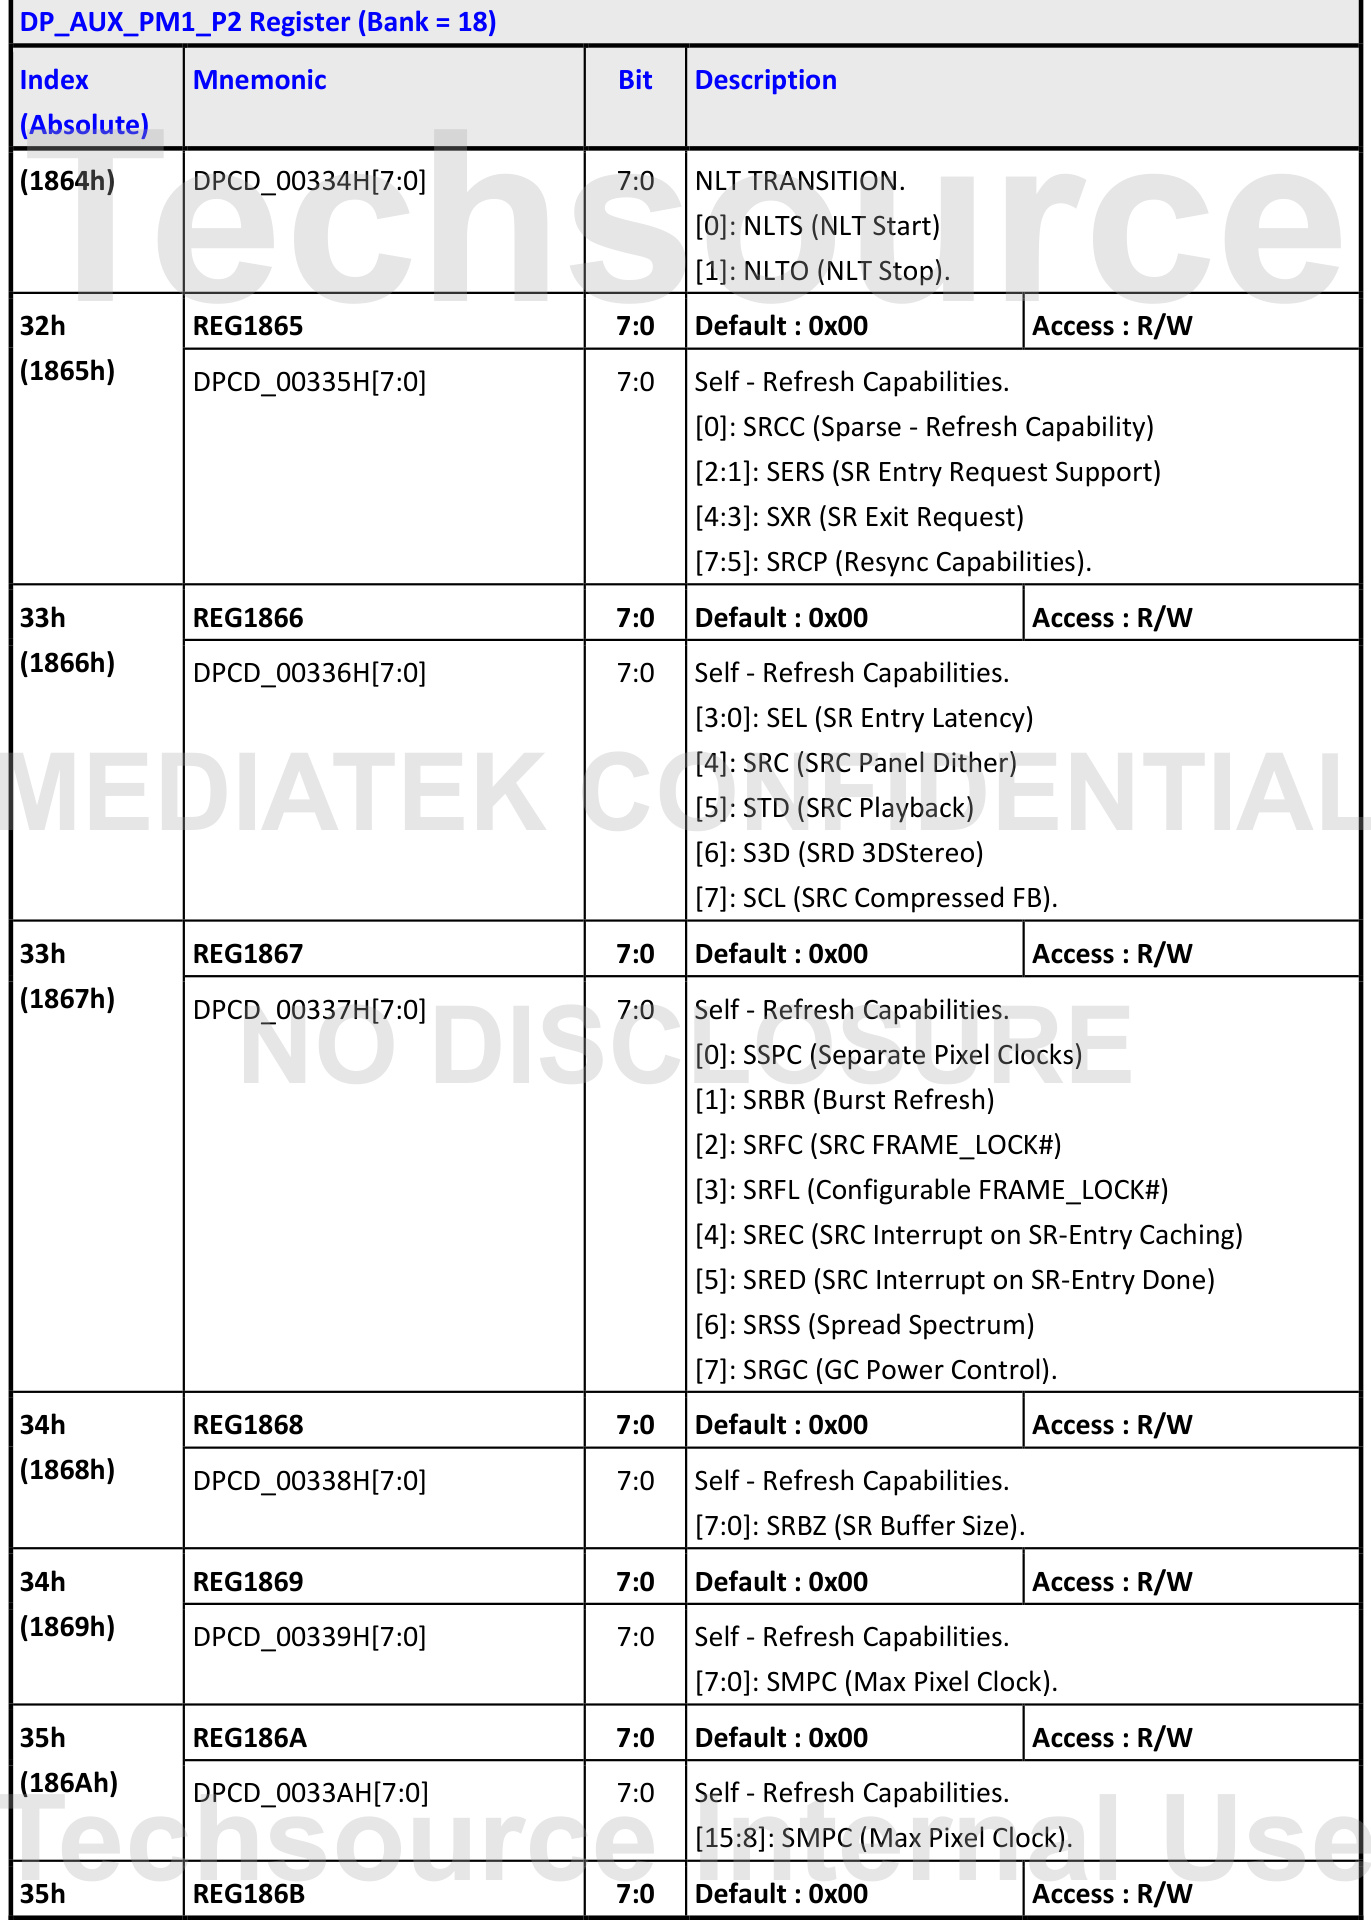 DP_AUX_PM1_P2 Register (Bank = 18)
Index (Absolute) Mnemonic Bit Description
(1864h) DPCD_00334H[7:0] 7:0 NLT TRANSITION.
[0]: NLTS (NLT Start)
[1]: NLTO (NLT Stop).
32h (1865h) REG1865 7:0 Default : 0x00 Access : R/W
DPCD_00335H[7:0] 7:0 Self - Refresh Capabilities.
[0]: SRCC (Sparse - Refresh Capability)
[2:1]: SERS (SR Entry Request Support)
[4:3]: SXR (SR Exit Request)
[7:5]: SRCP (Resync Capabilities).
33h (1866h) REG1866 7:0 Default : 0x00 Access : R/W
DPCD_00336H[7:0] 7:0 Self - Refresh Capabilities.
[3:0]: SEL (SR Entry Latency)
[4]: SRC (SRC Panel Dither)
[5]: STD (SRC Playback)
[6]: S3D (SRD 3DStereo)
[7]: SCL (SRC Compressed FB).
33h (1867h) REG1867 7:0 Default : 0x00 Access : R/W
DPCD_00337H[7:0] 7:0 Self - Refresh Capabilities.
[0]: SSPC (Separate Pixel Clocks)
[1]: SRBR (Burst Refresh)
[2]: SRFC (SRC FRAME_LOCK#)
[3]: SRFL (Configurable FRAME_LOCK#)
[4]: SREC (SRC Interrupt on SR-Entry Caching)
[5]: SRED (SRC Interrupt on SR-Entry Done)
[6]: SRSS (Spread Spectrum)
[7]: SRGC (GC Power Control).
34h (1868h) REG1868 7:0 Default : 0x00 Access : R/W
DPCD_00338H[7:0] 7:0 Self - Refresh Capabilities.
[7:0]: SRBZ (SR Buffer Size).
34h (1869h) REG1869 7:0 Default : 0x00 Access : R/W
DPCD_00339H[7:0] 7:0 Self - Refresh Capabilities.
[7:0]: SMPC (Max Pixel Clock).
35h (186Ah) REG186A 7:0 Default : 0x00 Access : R/W
DPCD_0033AH[7:0] 7:0 Self - Refresh Capabilities.
[15:8]: SMPC (Max Pixel Clock).
35h REG186B 7:0 Default : 0x00 Access : R/W
Techsource
MEDIATEK CONFIDENTIAL
NO DISCLOSURE
Techsource Internal Use